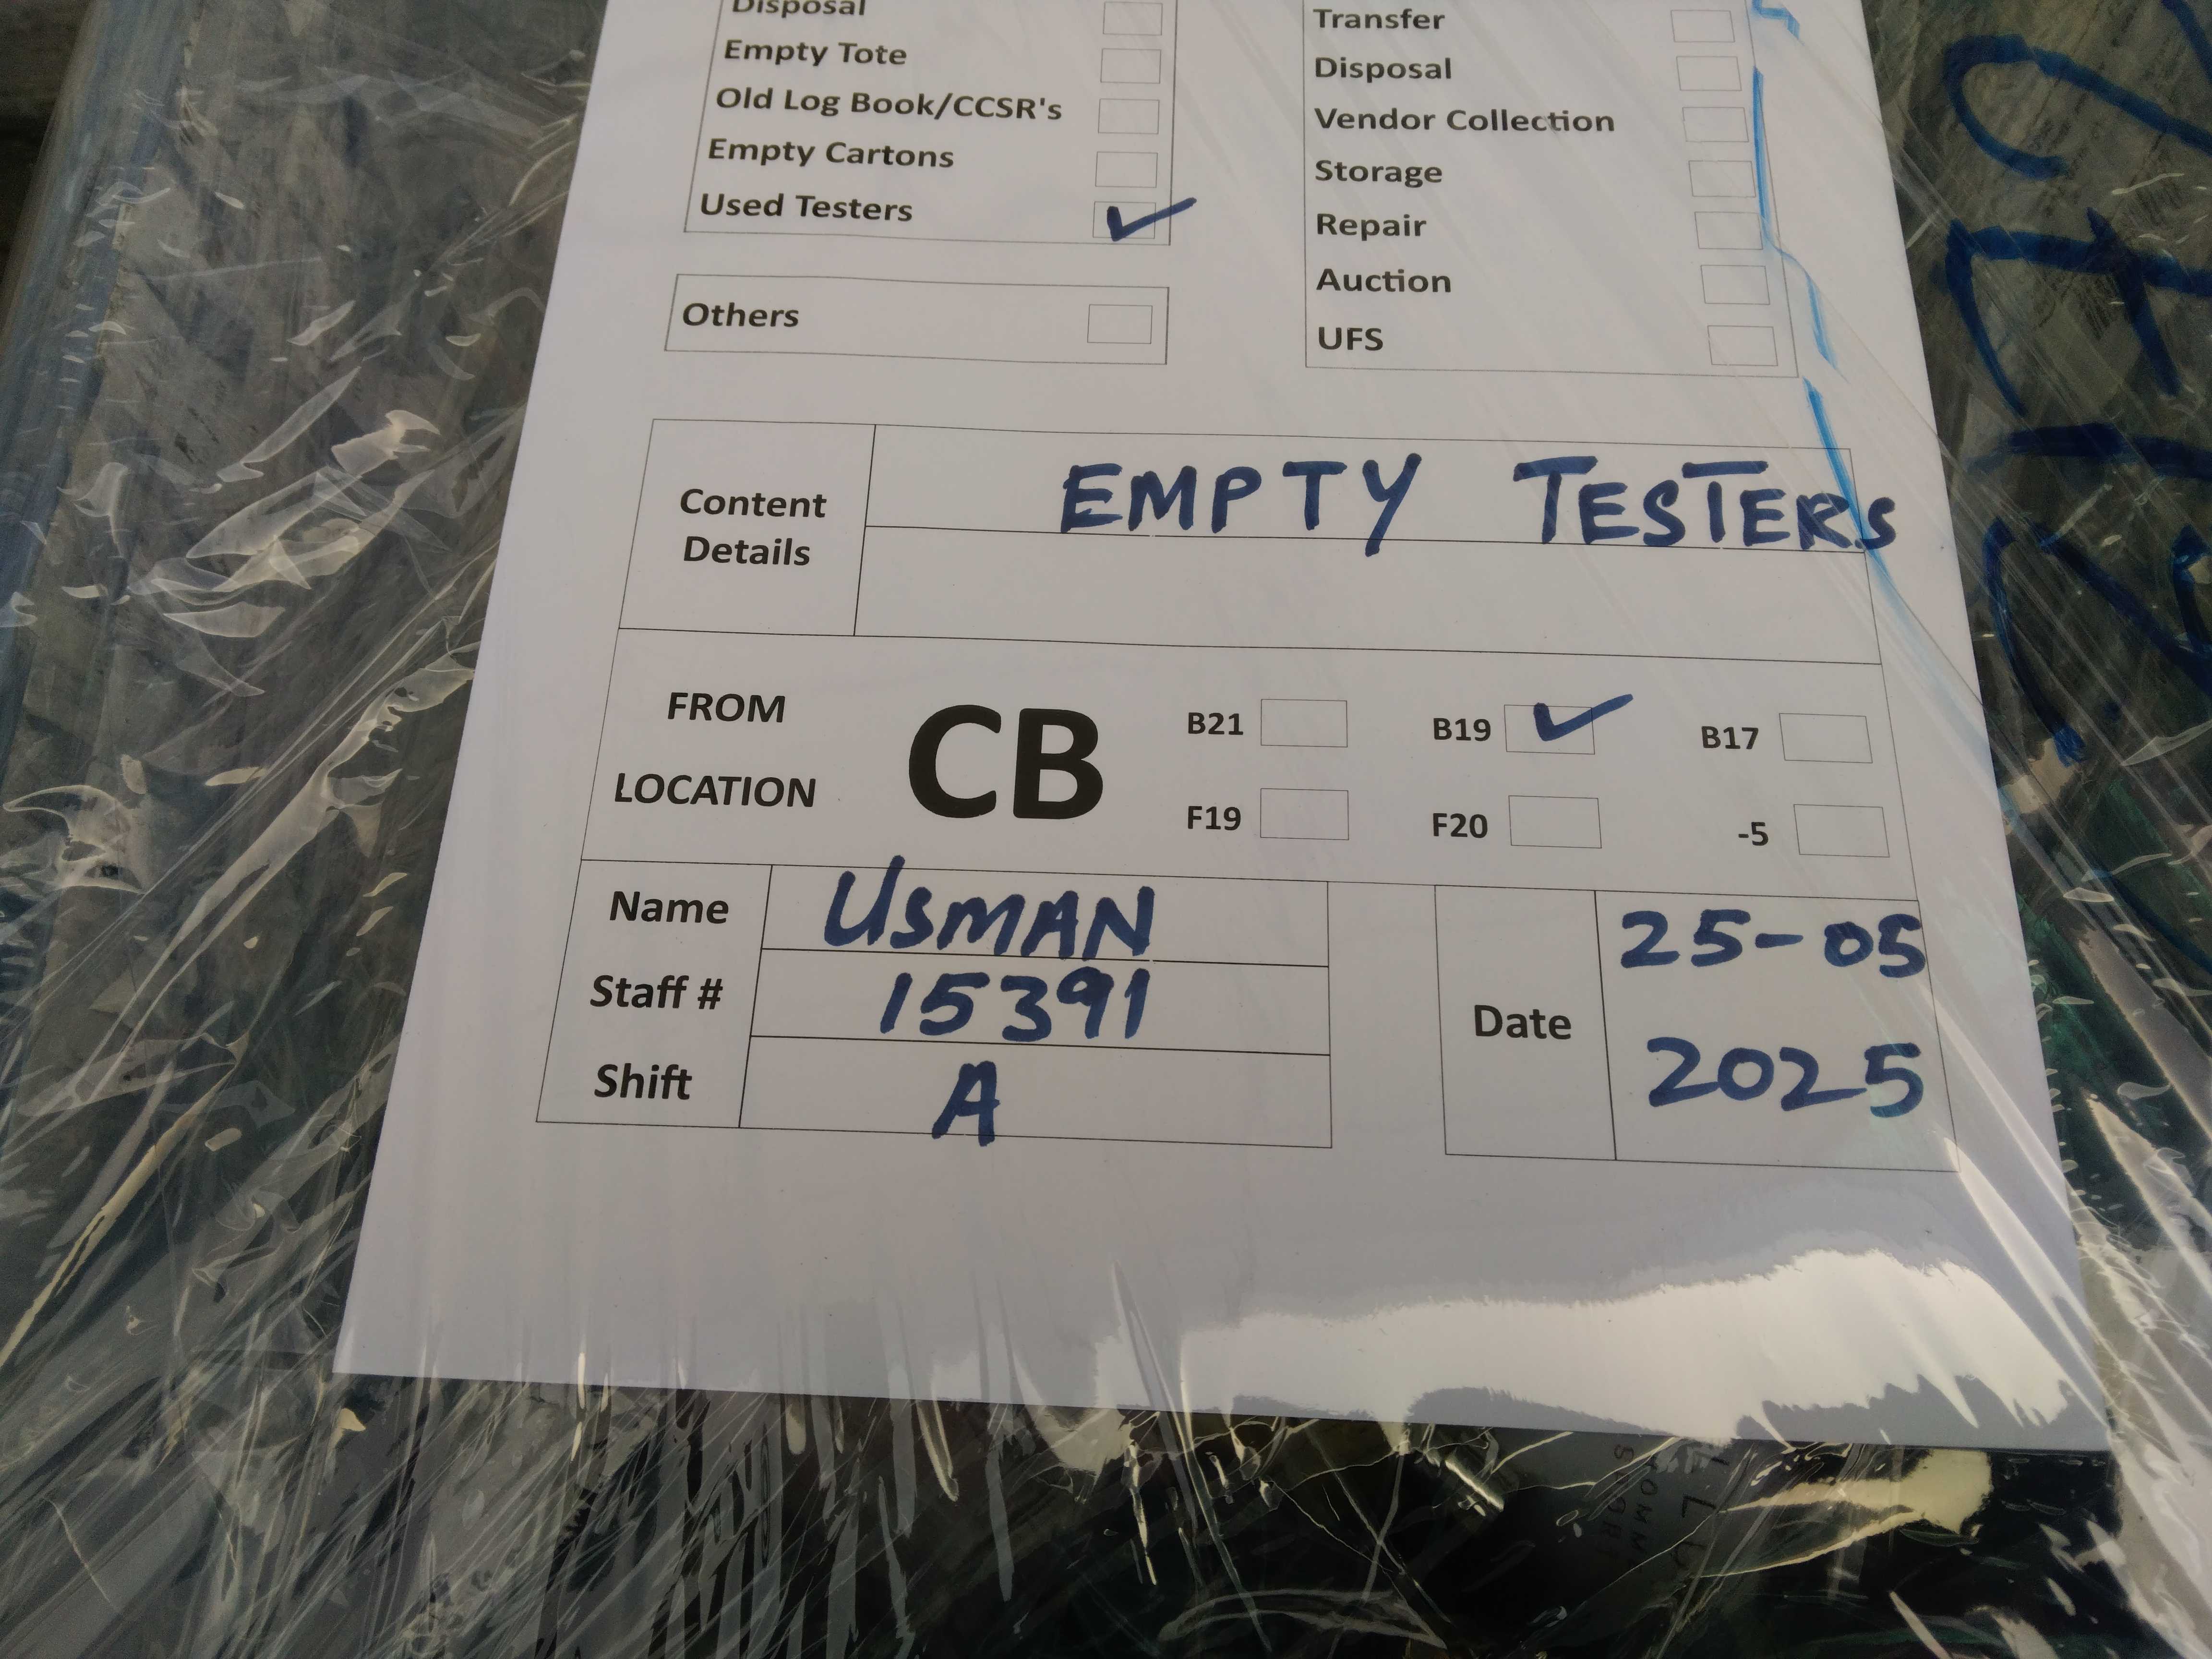 Disposal
Empty Tote
Old Log Book/CCSR's
Empty Cartons
Used Testers
Others
Transfer
Disposal
Vendor Collection
Storage
Repair
Auction
UFS
Content
Details
EMPTY TESTERS
FROM
LOCATION
CB
B21 B19 B17
F19 F20 -5
Name USMAN
Staff # 15391
Shift A
Date
25-05
2025